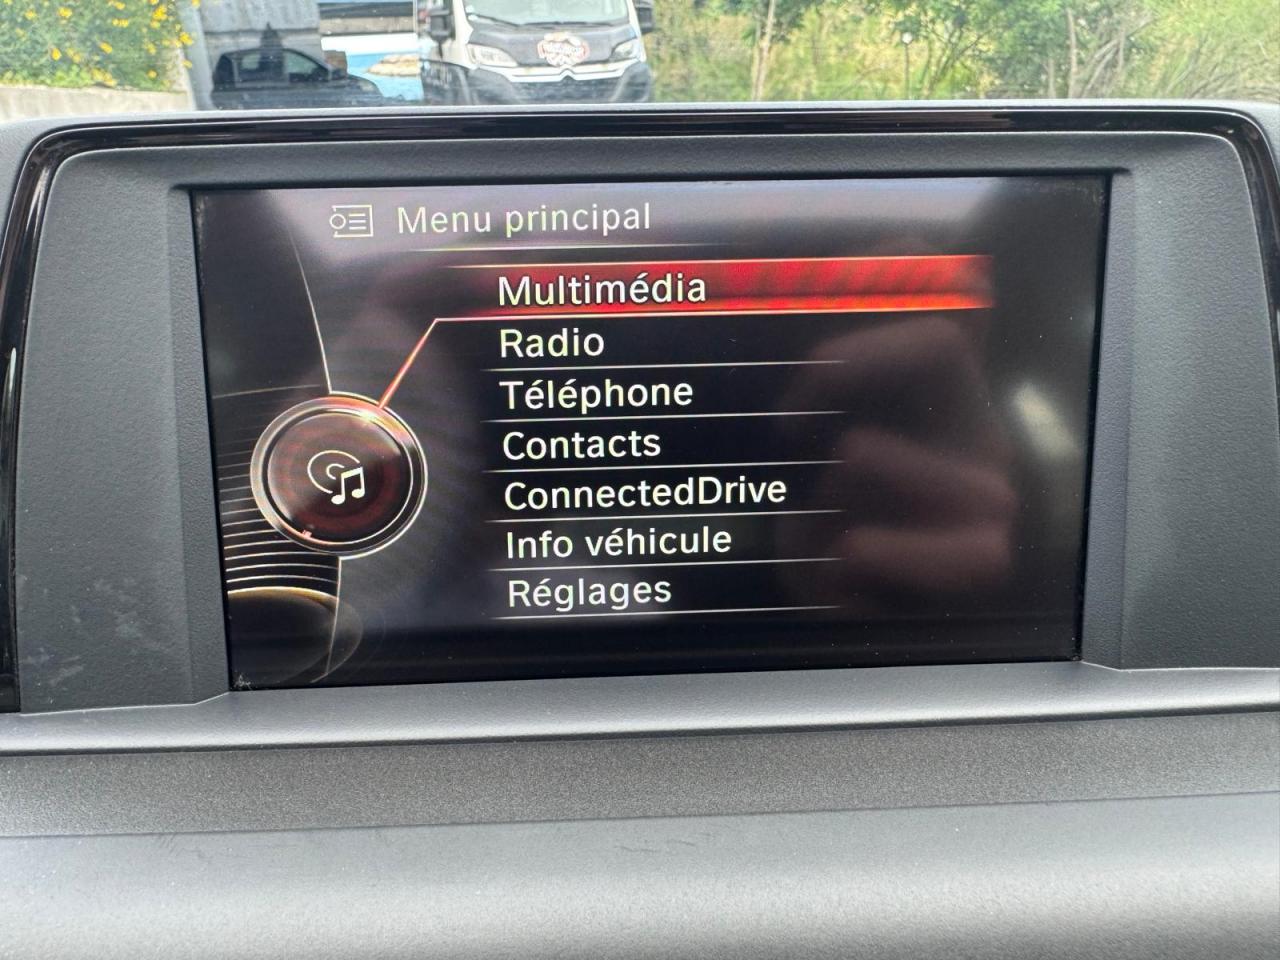 Menu principal
Multimédia
Radio
Téléphone
Contacts
ConnectedDrive
Info véhicule
Réglages